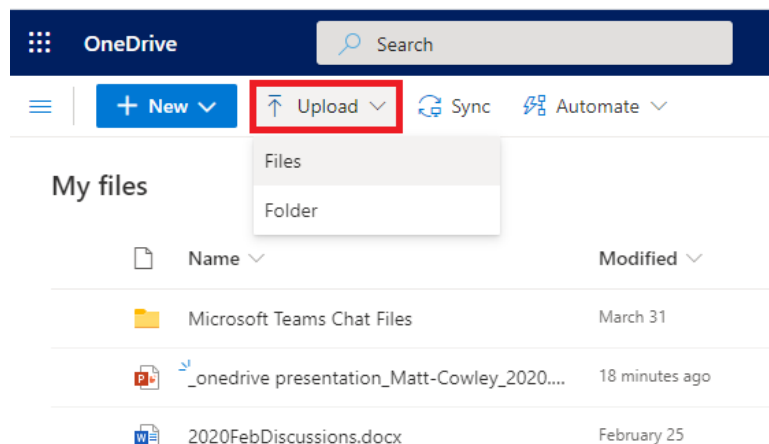 OneDrive Search
New Upload Sync Automate
Files
My files
Folder
Name Modified
Microsoft Teams Chat Files March 31
_onedrive presentation_Matt-Cowley_2020.... 18 minutes ago
2020FebDiscussions.docx February 25